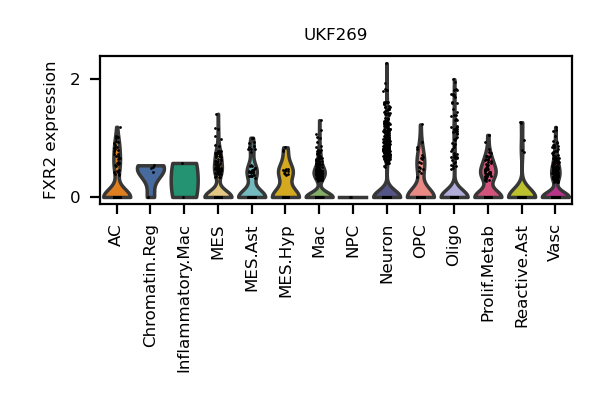 UKF269
FXR2 expression
2
0
AC
Chromatin.Reg
Inflammatory.Mac
MES
MES.Ast
MES.Hyp
Mac
NPC
Neuron
OPC
Oligo
Prolif.Metab
Reactive.Ast
Vasc